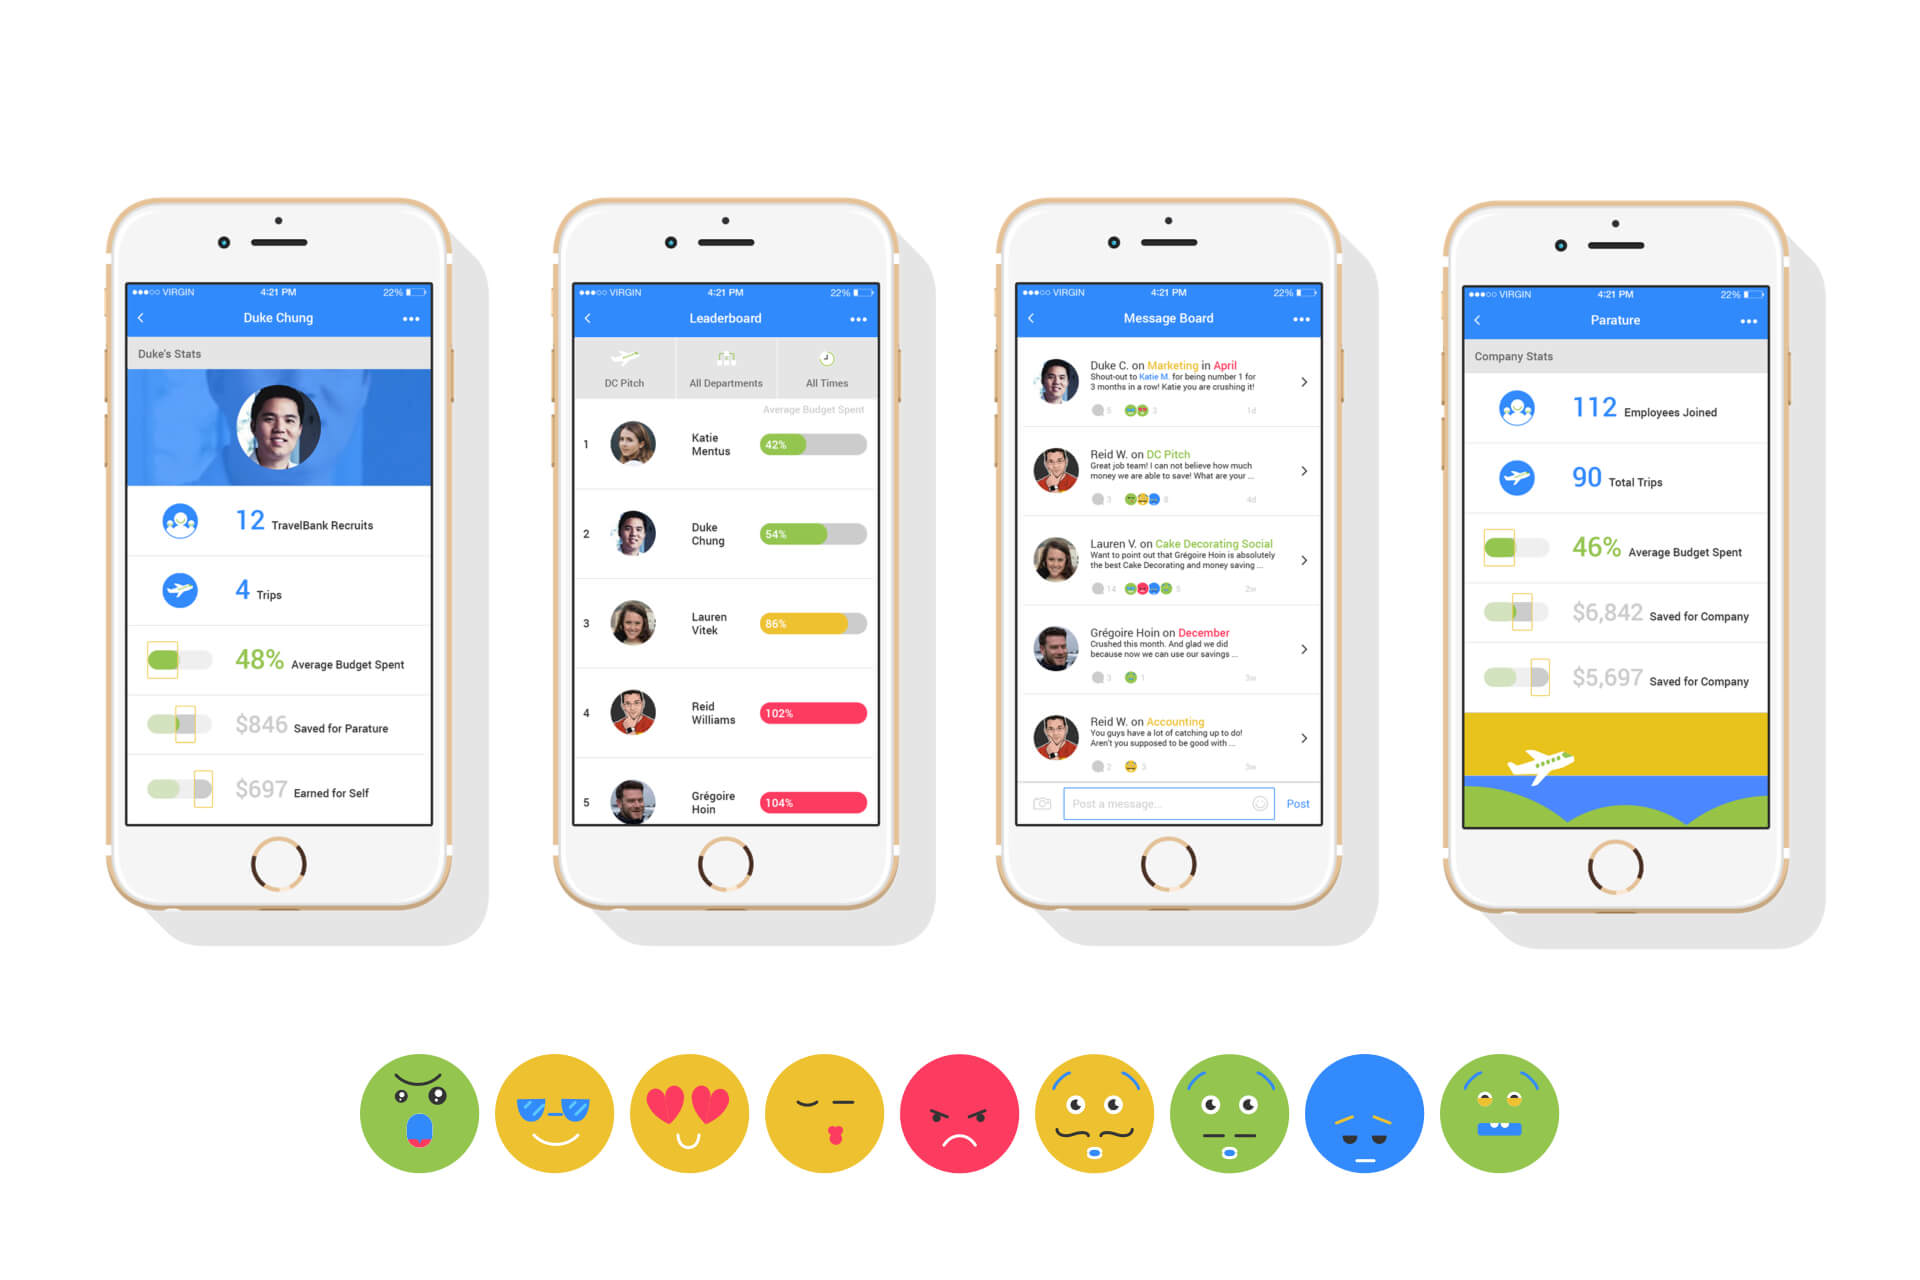 VIRGIN 4:21 PM 22%
Duke Chung
Duke's Stats
12 TravelBank Recruits
4 Trips
48% Average Budget Spent
$846 Saved for Parature
$697 Earned for Self
VIRGIN 4:21 PM 22%
Leaderboard
DC Pitch All Departments All Times
Average Budget Spent
1 Katie
Mentus
42%
2 Duke
Chung
54%
3 Lauren
Vitek
86%
4 Reid
Williams
102%
5 Grégoire
Hoin
104%
VIRGIN 4:21 PM 22%
Message Board
Duke C. on Marketing in April
Shout-out to Katie M. for being number 1 for
3 months in a row! Katie you are crushing it!
5 3 1d
Reid W. on DC Pitch
Great job team! I can not believe how much
money we are able to save! What are your ...
3 8 4d
Lauren V. on Cake Decorating Social
Want to point out that Grégoire Hoin is absolutely
the best Cake Decorating and money saving ...
14 5 2w
Grégoire Hoin on December
Crushed this month. And glad we did
because now we can use our savings ...
3 1 3w
Reid W. on Accounting
You guys have a lot of catching up to do!
Aren't you supposed to be good with ...
2 3 3w
Post a message... Post
VIRGIN 4:21 PM 22%
Parature
Company Stats
112 Employees Joined
90 Total Trips
46% Average Budget Spent
$6,842 Saved for Company
$5,697 Saved for Company